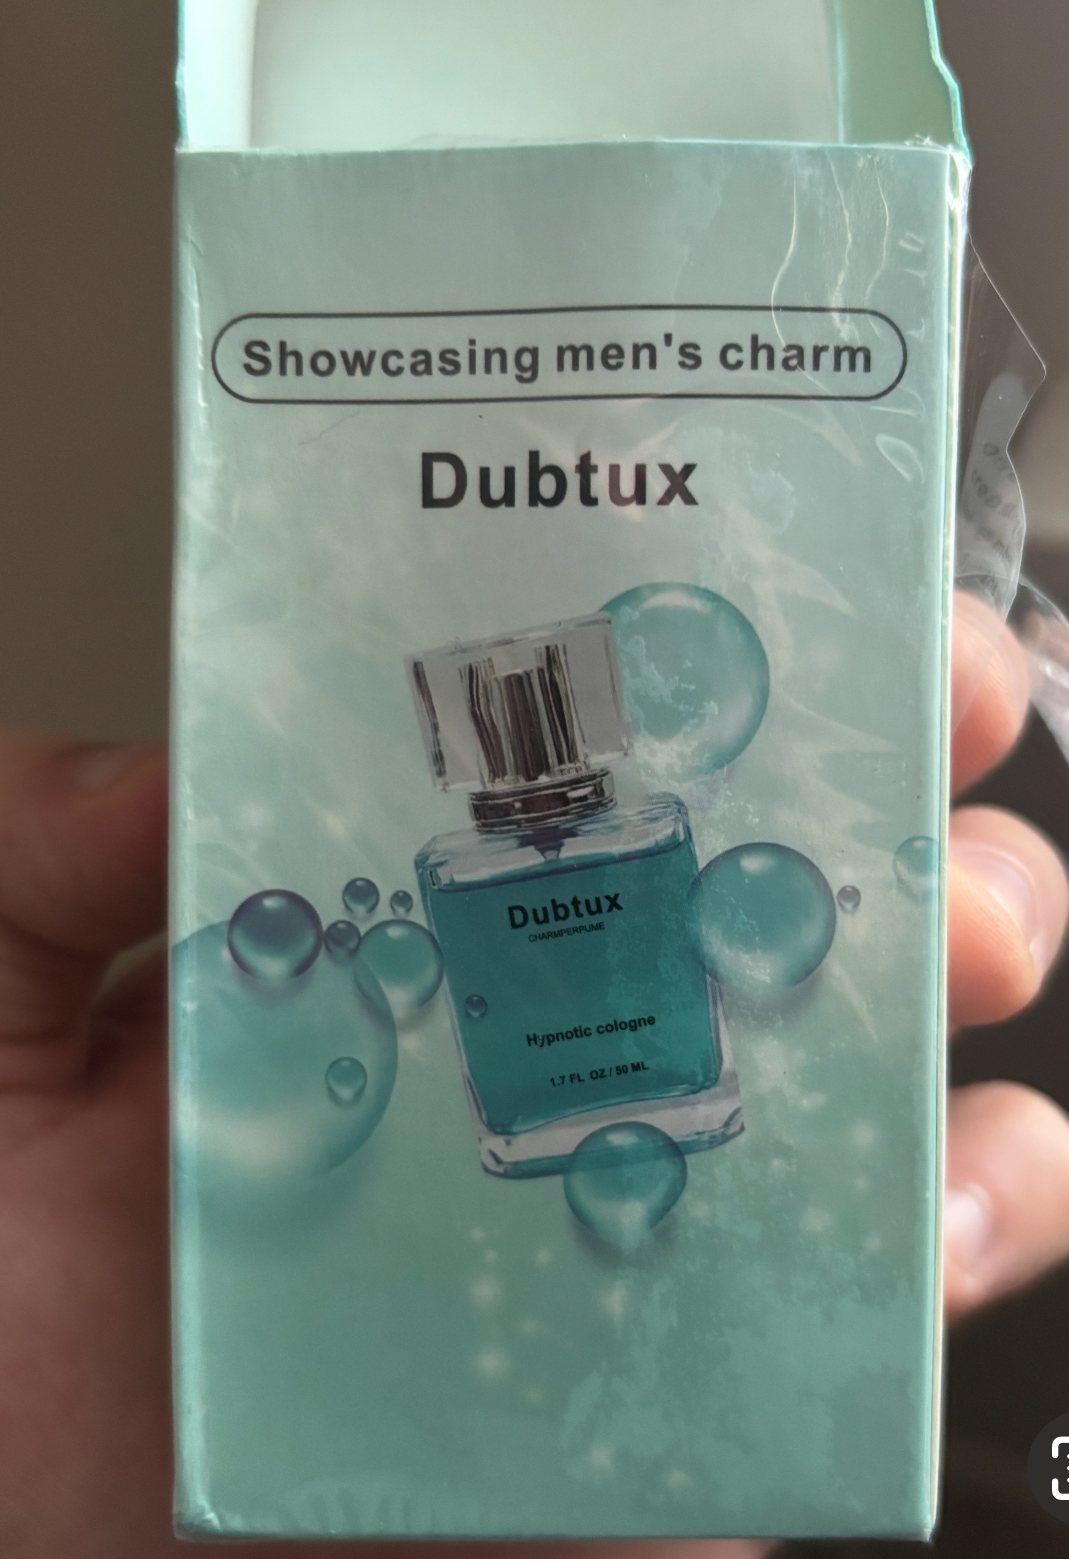 Showcasing men's charm
Dubtux
Dubtux
CHARMPERFUME
Hypnotic cologne
1.7 FL OZ / 50 ML